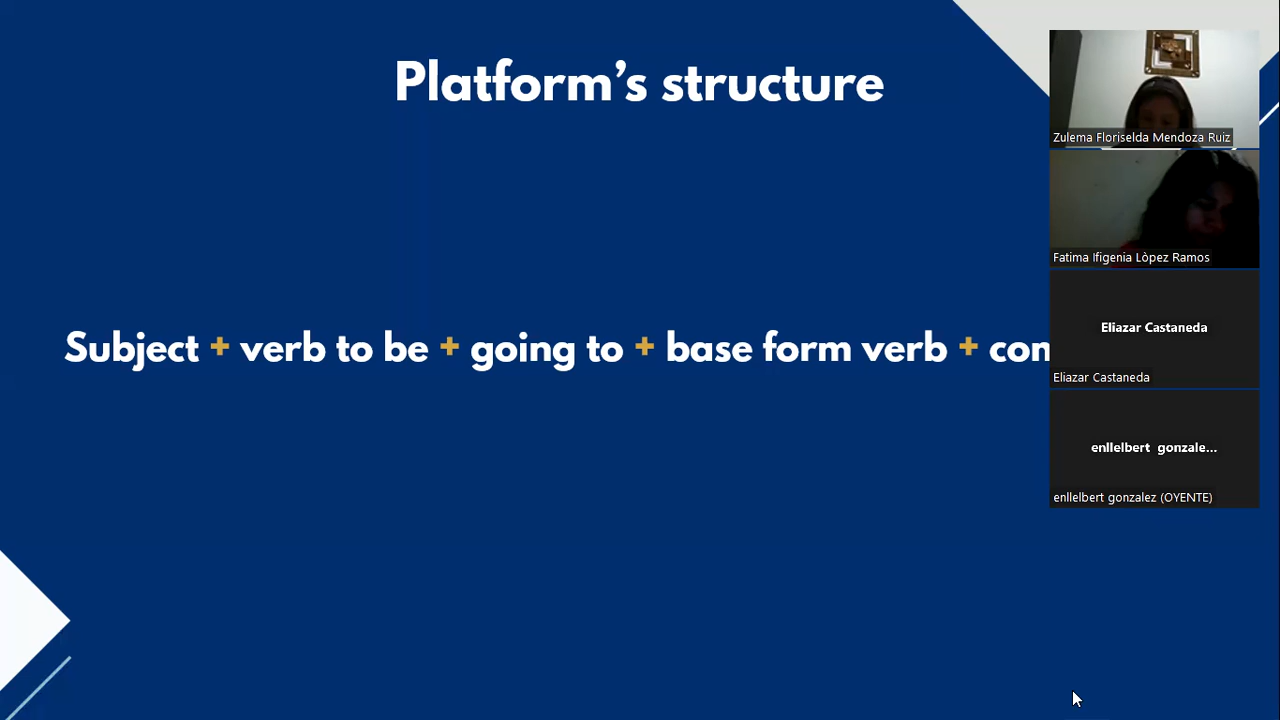 Platform's structure
Subject + verb to be + going to + base form verb +
Zulema Floriselda Mendoza Ruiz
Fatima Ifigenia Lòpez Ramos
Eliazar Castaneda
Eliazar Castaneda
enllelbert gonzale...
enllelbert gonzalez (OYENTE)